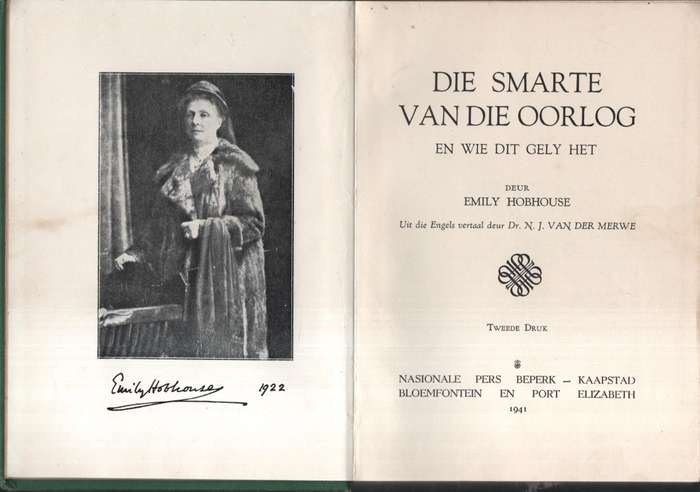 Emily Hobhouse 1922
DIE SMARTE
VAN DIE OORLOG
EN WIE DIT GELY HET
DEUR
EMILY HOBHOUSE
Uit die Engels vertaal deur Dr. N. J. VAN DER MERWE
TWEEDE DRUK
NASIONALE PERS BEPERK — KAAPSTAD
BLOEMFONTEIN EN PORT ELIZABETH
1941